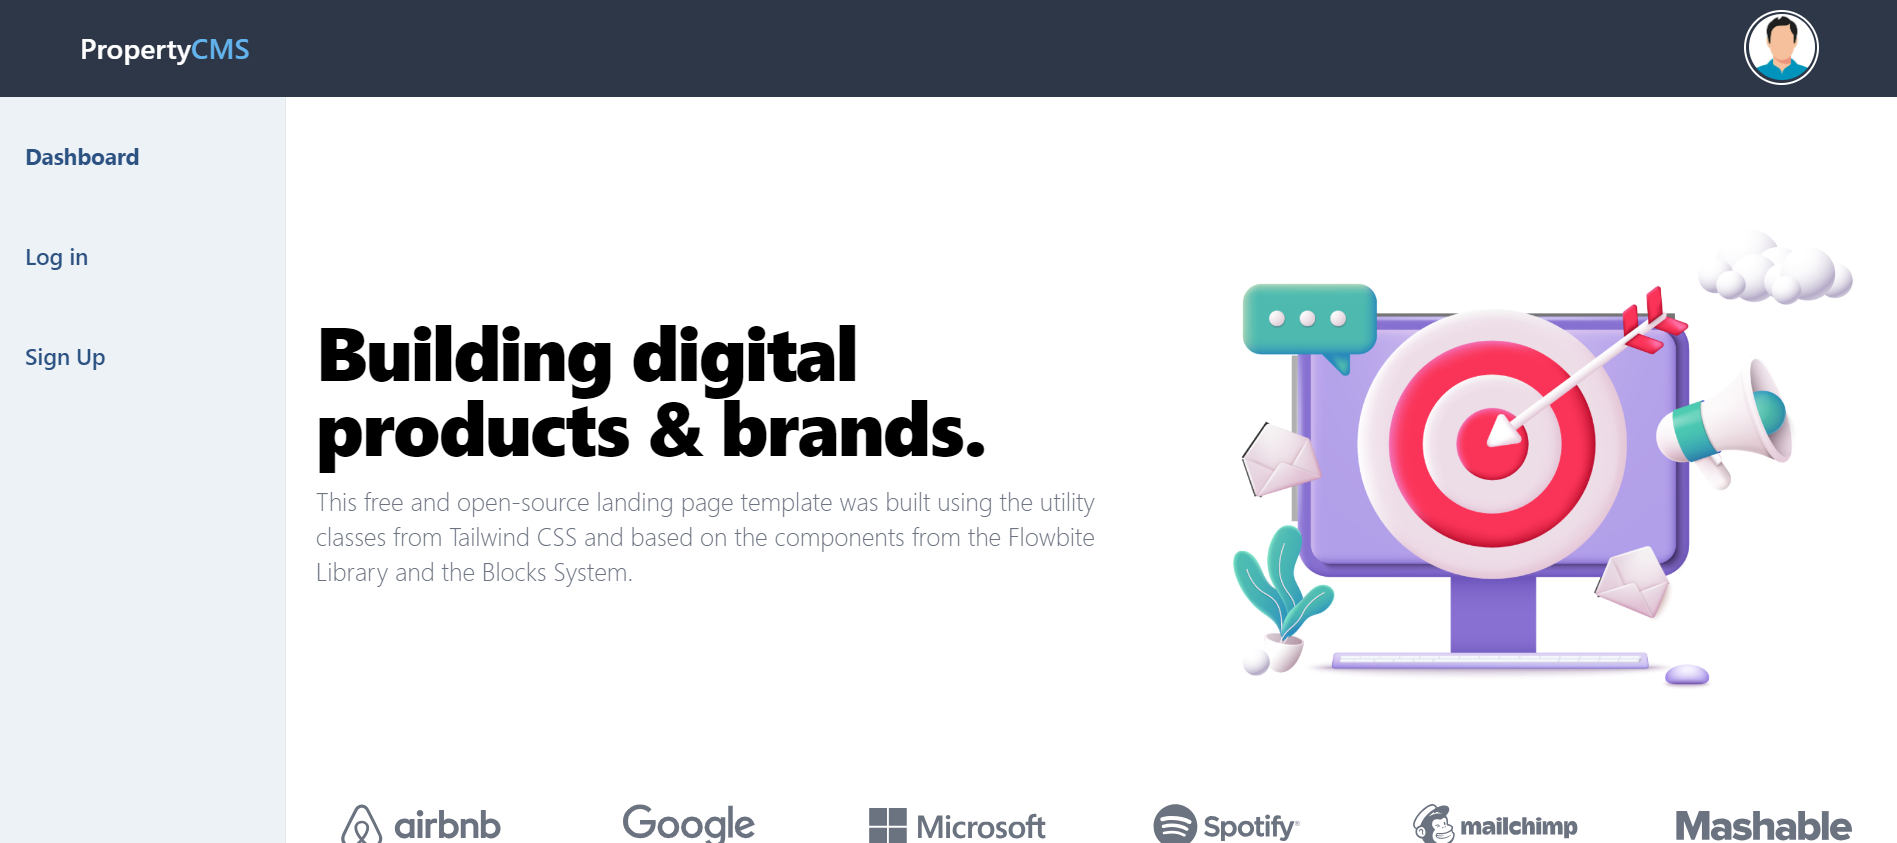 PropertyCMS
Dashboard
Log in
Sign Up
Building digital
products & brands.
This free and open-source landing page template was built using the utility
classes from Tailwind CSS and based on the components from the Flowbite
Library and the Blocks System.
airbnb
Google
Microsoft
Spotify®
mailchimp
Mashable